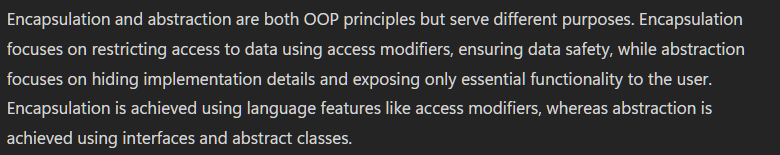 Encapsulation and abstraction are both OOP principles but serve different purposes. Encapsulation
focuses on restricting access to data using access modifiers, ensuring data safety, while abstraction
focuses on hiding implementation details and exposing only essential functionality to the user.
Encapsulation is achieved using language features like access modifiers, whereas abstraction is
achieved using interfaces and abstract classes.